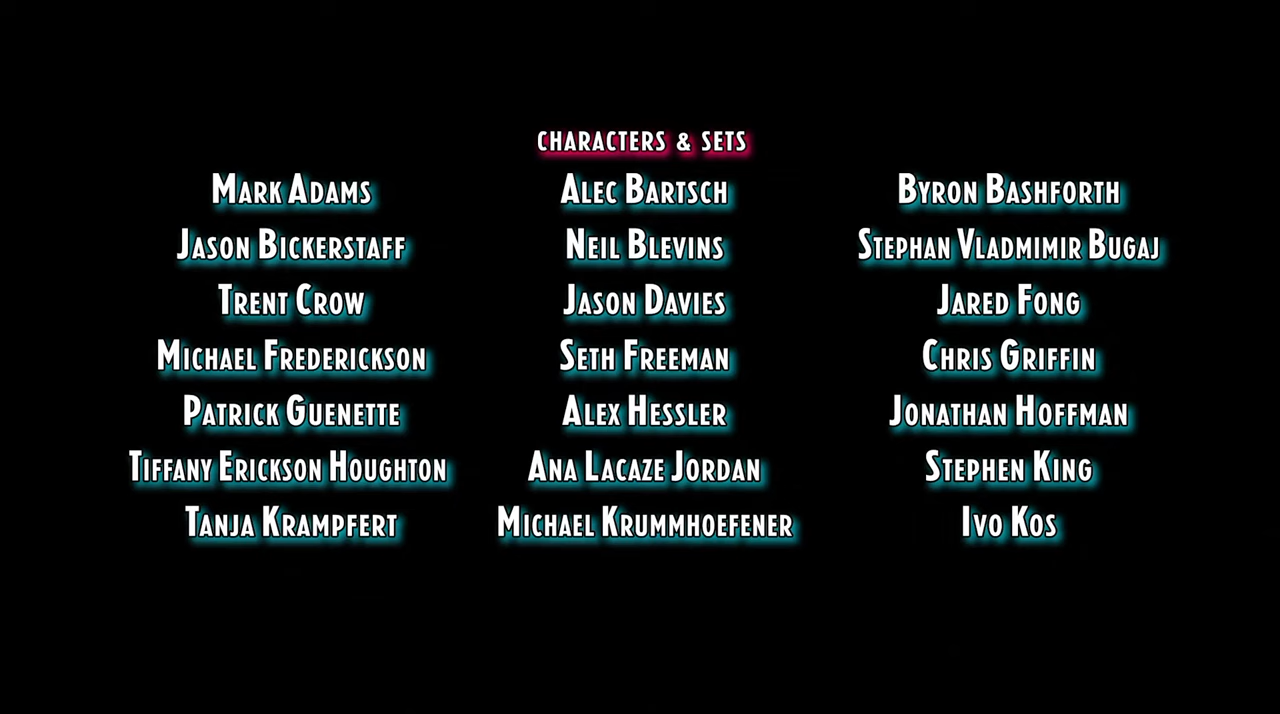 CHARACTERS & SETS
MARK ADAMS ALEC BARTSCH BYRON BASHFORTH
JASON BICKERSTAFF NEIL BLEVINS STEPHAN VLADMIMIR BUGAJ
TRENT CROW JASON DAVIES JARED FONG
MICHAEL FREDERICKSON SETH FREEMAN CHRIS GRIFFIN
PATRICK GUENETTE ALEX HESSLER JONATHAN HOFFMAN
TIFFANY ERICKSON HOUGHTON ANA LACAZE JORDAN STEPHEN KING
TANJA KRAMPFERT MICHAEL KRUMMHOEFENER IVO KOS